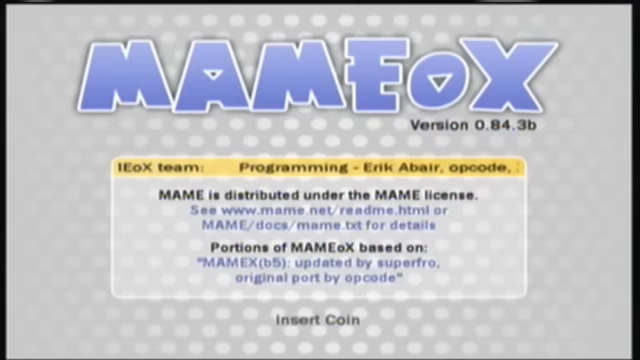 MAMEoX
Version 0.84.3b
IEoX team: Programming - Erik Abair, opcode, :
MAME is distributed under the MAME license.
See www.mame.net/readme.html or
MAME/docs/mame.txt for details
Portions of MAMEoX based on:
"MAMEX(b5): updated by superfro,
original port by opcode"
Insert Coin